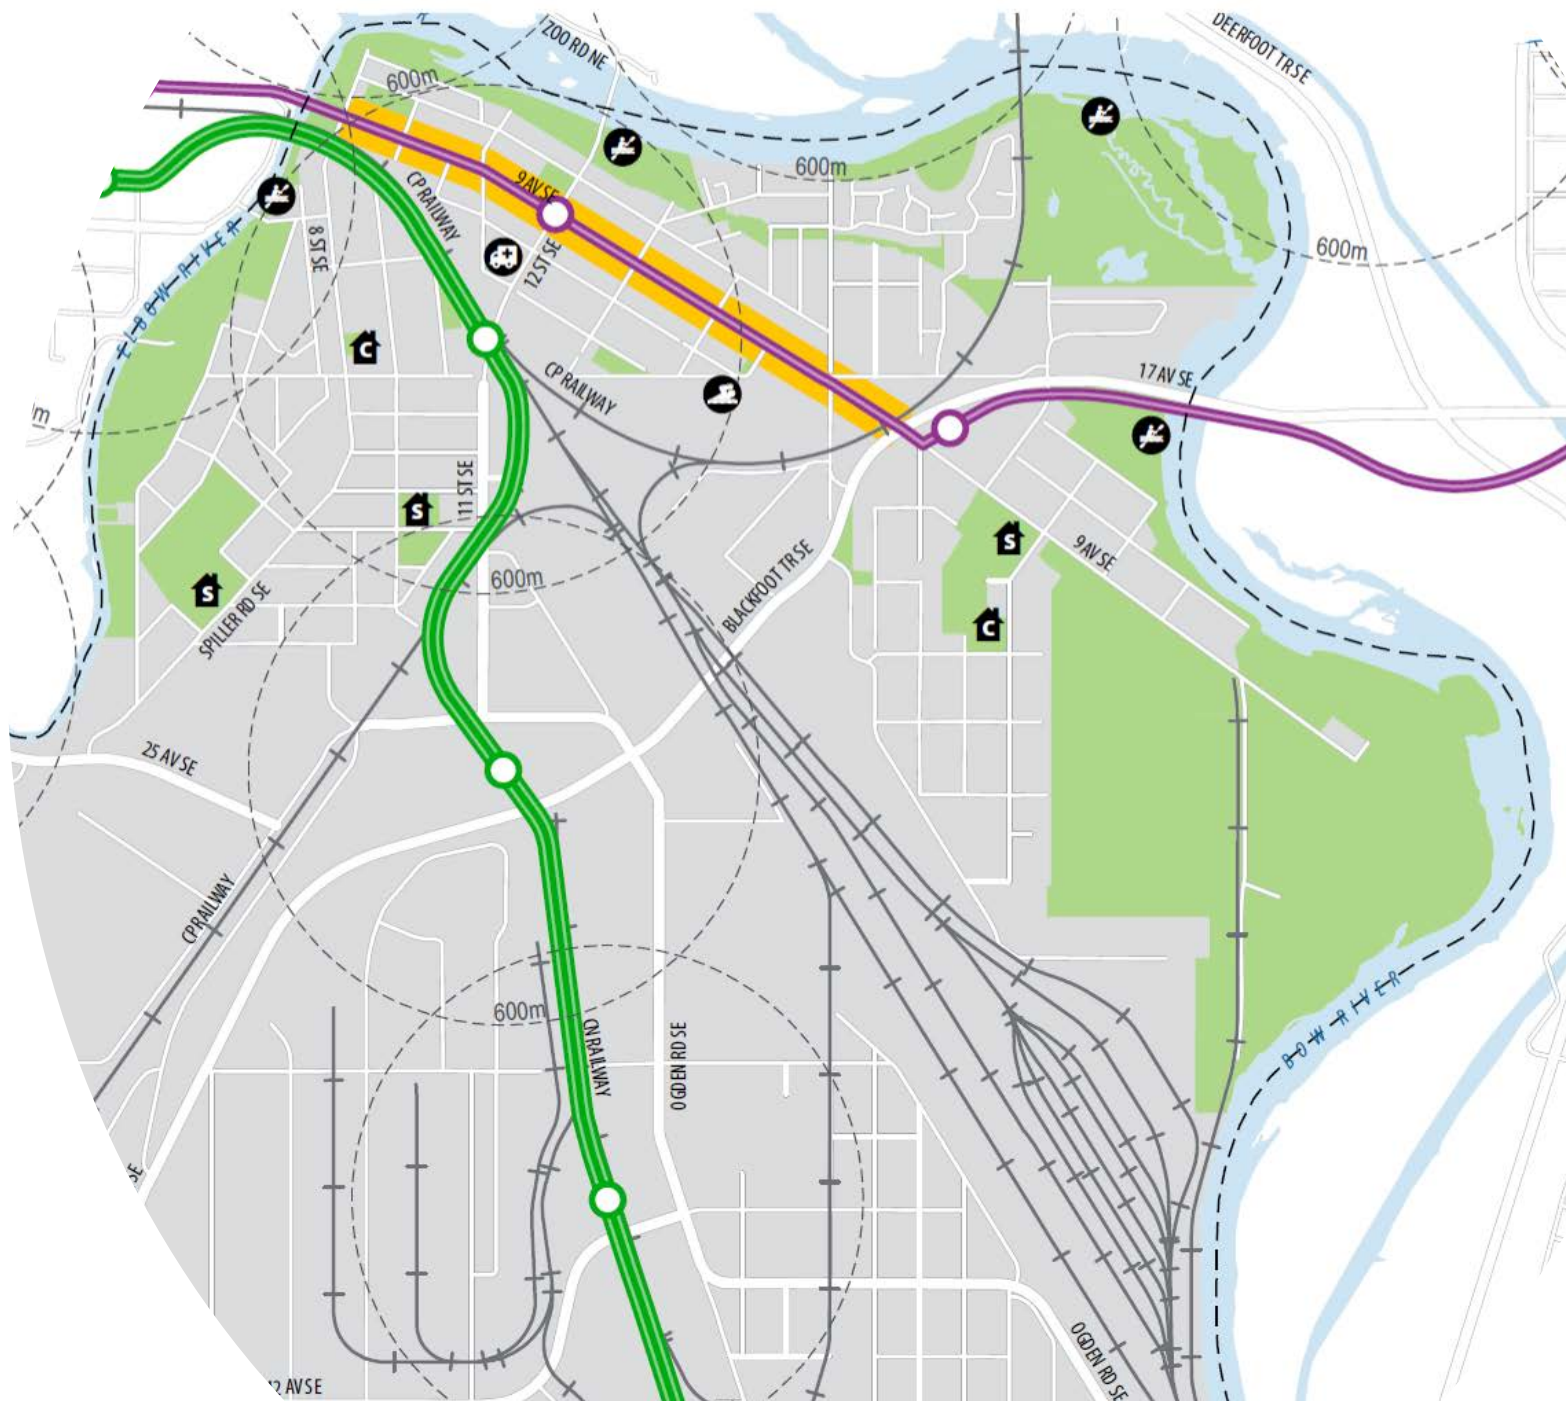 ZOO RD NE
DEERFOOT TR SE
600m
600m
9 AV SE
CP RAILWAY
8 ST SE
12 ST SE
ELBOW RIVER
600m
C
CP RAILWAY
17 AV SE
m
11 ST SE
S
S
9 AV SE
600m
S
BLACKFOOT TR SE
SPILLER RD SE
C
25 AV SE
CP RAILWAY
600m
CN RAILWAY
OGDEN RD SE
BOW RIVER
SE
OGDEN RD SE
2 AV SE